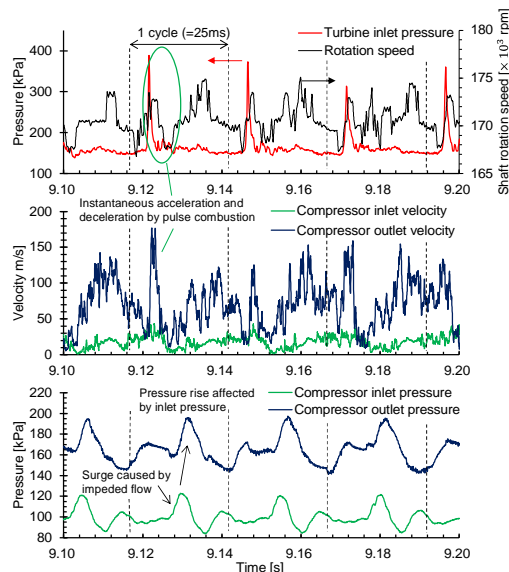 1 cycle (=25ms)
Turbine inlet pressure
Rotation speed
400
300
200
100
Pressure [kPa]
180
175
170
165
Shaft rotation speed [× 10³ rpm]
9.10
9.12
9.14
9.16
9.18
9.20
Instantaneous acceleration and
deceleration by pulse combustion
Compressor inlet velocity
Compressor outlet velocity
200
150
100
50
0
Velocity m/s
9.10
9.12
9.14
9.16
9.18
9.20
Pressure rise affected
by inlet pressure
Compressor inlet pressure
Compressor outlet pressure
Surge caused by
impeded flow
220
200
180
160
140
120
100
80
Pressure [kPa]
9.10
9.12
9.14
9.16
9.18
9.20
Time [s]